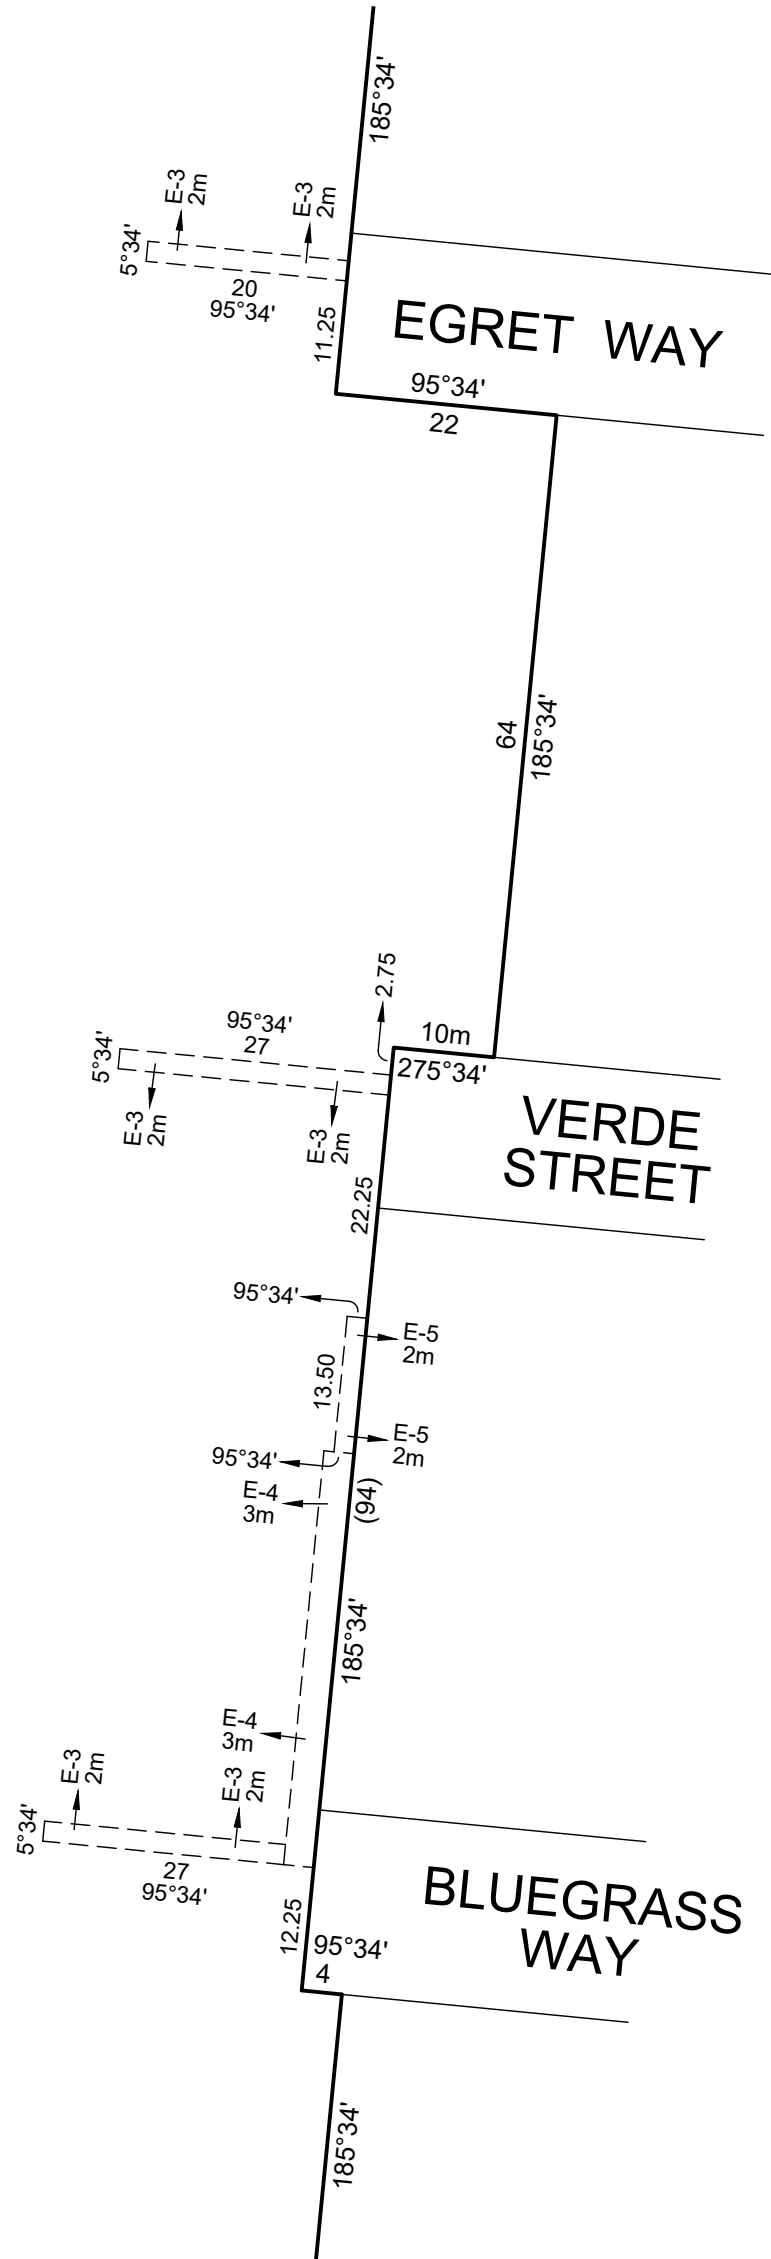 185°34'
E-3
2m
E-3
2m
5°34'
20
95°34'
11.25
EGRET WAY
95°34'
22
64
185°34'
2.75
10m
275°34'
95°34'
27
5°34'
E-3
2m
E-3
2m
VERDE
STREET
22.25
95°34'
E-5
2m
13.50
E-5
2m
95°34'
E-4
3m
(94)
185°34'
E-4
3m
E-3
2m
E-3
2m
5°34'
27
95°34'
12.25
BLUEGRASS
WAY
95°34'
4
185°34'